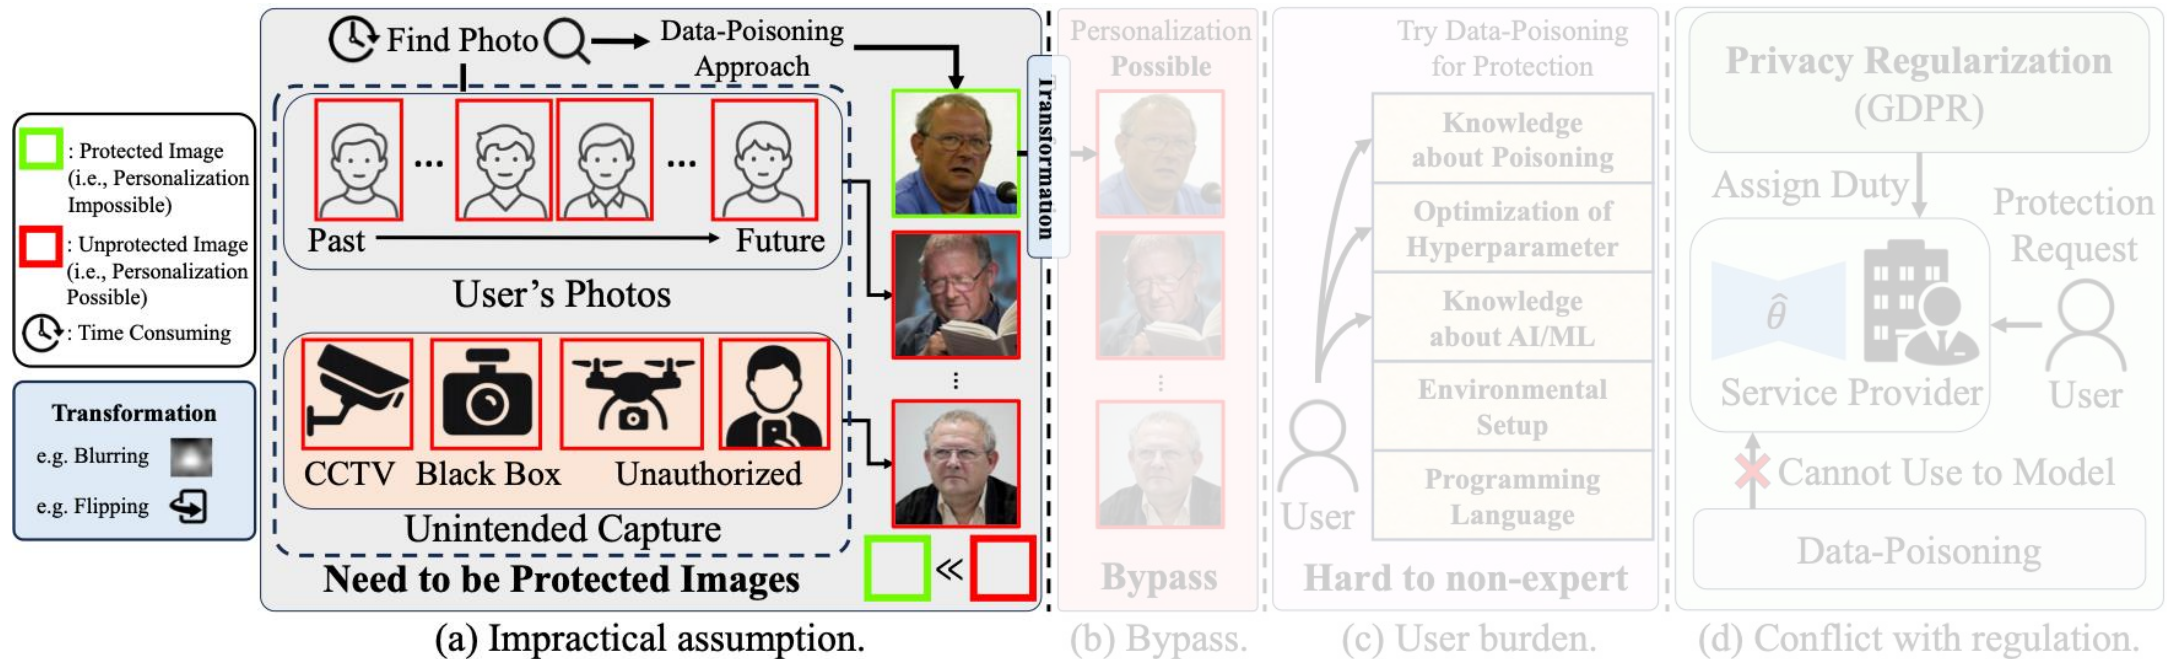 : Protected Image
(i.e., Personalization
Impossible)
: Unprotected Image
(i.e., Personalization
Possible)
: Time Consuming
Transformation
e.g. Blurring
e.g. Flipping
Find Photo
Data-Poisoning
Approach
Past
...
...
Future
User's Photos
CCTV
Black Box
Unauthorized
Unintended Capture
Need to be Protected Images
...
≪
Transformation
(a) Impractical assumption.
Personalization
Possible
...
Bypass
(b) Bypass.
Try Data-Poisoning
for Protection
Knowledge
about Poisoning
Optimization of
Hyperparameter
Knowledge
about AI/ML
Environmental
Setup
Programming
Language
User
Hard to non-expert
(c) User burden.
Privacy Regularization
(GDPR)
Assign Duty
Protection
Request
θ̂
Service Provider
User
Cannot Use to Model
Data-Poisoning
(d) Conflict with regulation.